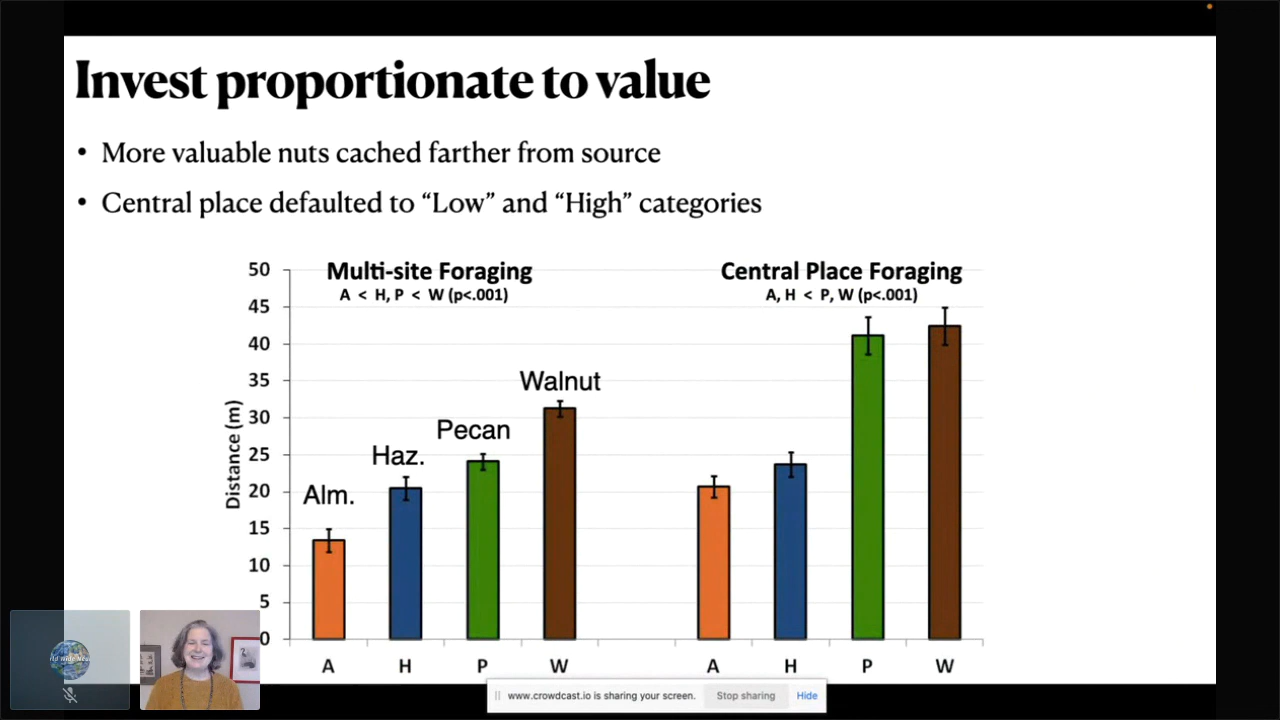 Invest proportionate to value
• More valuable nuts cached farther from source
• Central place defaulted to “Low” and “High” categories
Multi-site Foraging
A < H, P < W (p<.001)
Central Place Foraging
A, H < P, W (p<.001)
Distance (m)
50
45
40
35
30
25
20
15
10
5
0
Alm.
Haz.
Pecan
Walnut
A H P W A H P W
www.crowdcast.io is sharing your screen. Stop sharing Hide